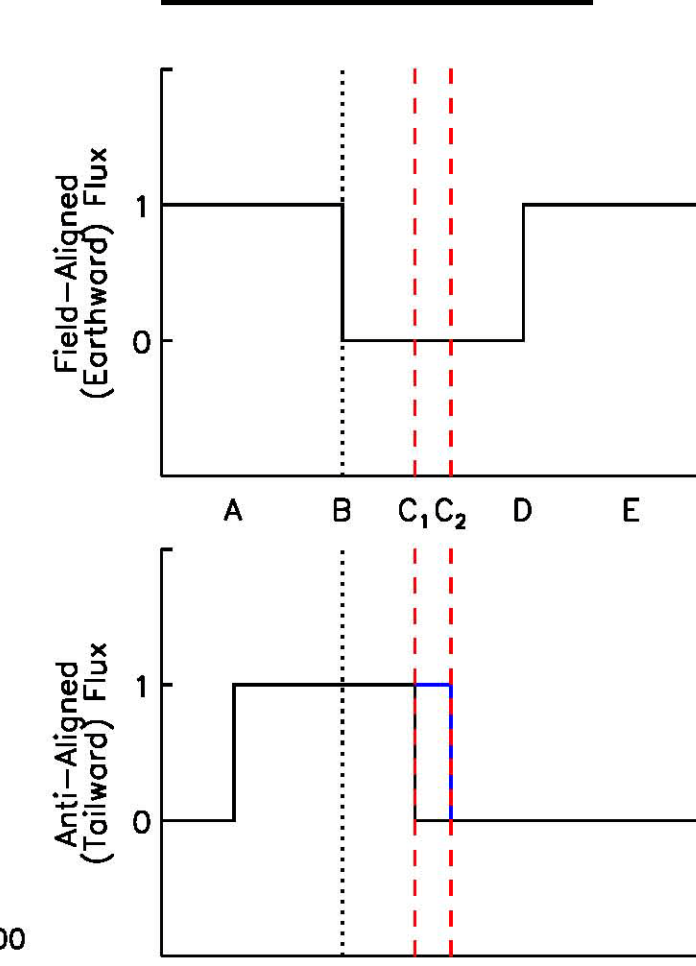 Field-Aligned
(Earthward) Flux
1
0
A B C₁ C₂ D E
Anti-Aligned
(Tailward) Flux
1
0
00